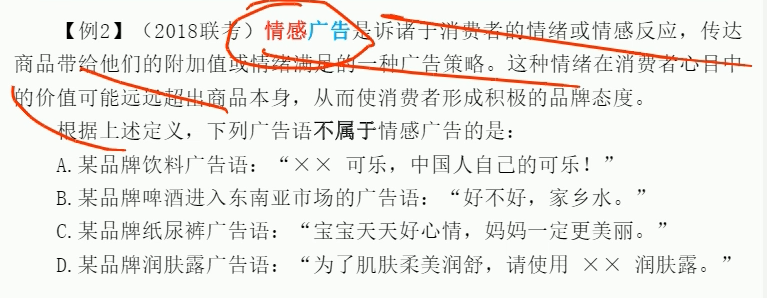 【例2】（2018联考）情感广告是诉诸于消费者的情绪或情感反应，传达
商品带给他们的附加值或情绪满足的一种广告策略。这种情绪在消费者心目中
的价值可能远远超出商品本身，从而使消费者形成积极的品牌态度。
根据上述定义，下列广告语不属于情感广告的是：
A.某品牌饮料广告语：“×× 可乐，中国人自己的可乐！”
B.某品牌啤酒进入东南亚市场的广告语：“好不好，家乡水。”
C.某品牌纸尿裤广告语：“宝宝天天好心情，妈妈一定更美丽。”
D.某品牌润肤露广告语：“为了肌肤柔美润舒，请使用 ×× 润肤露。”